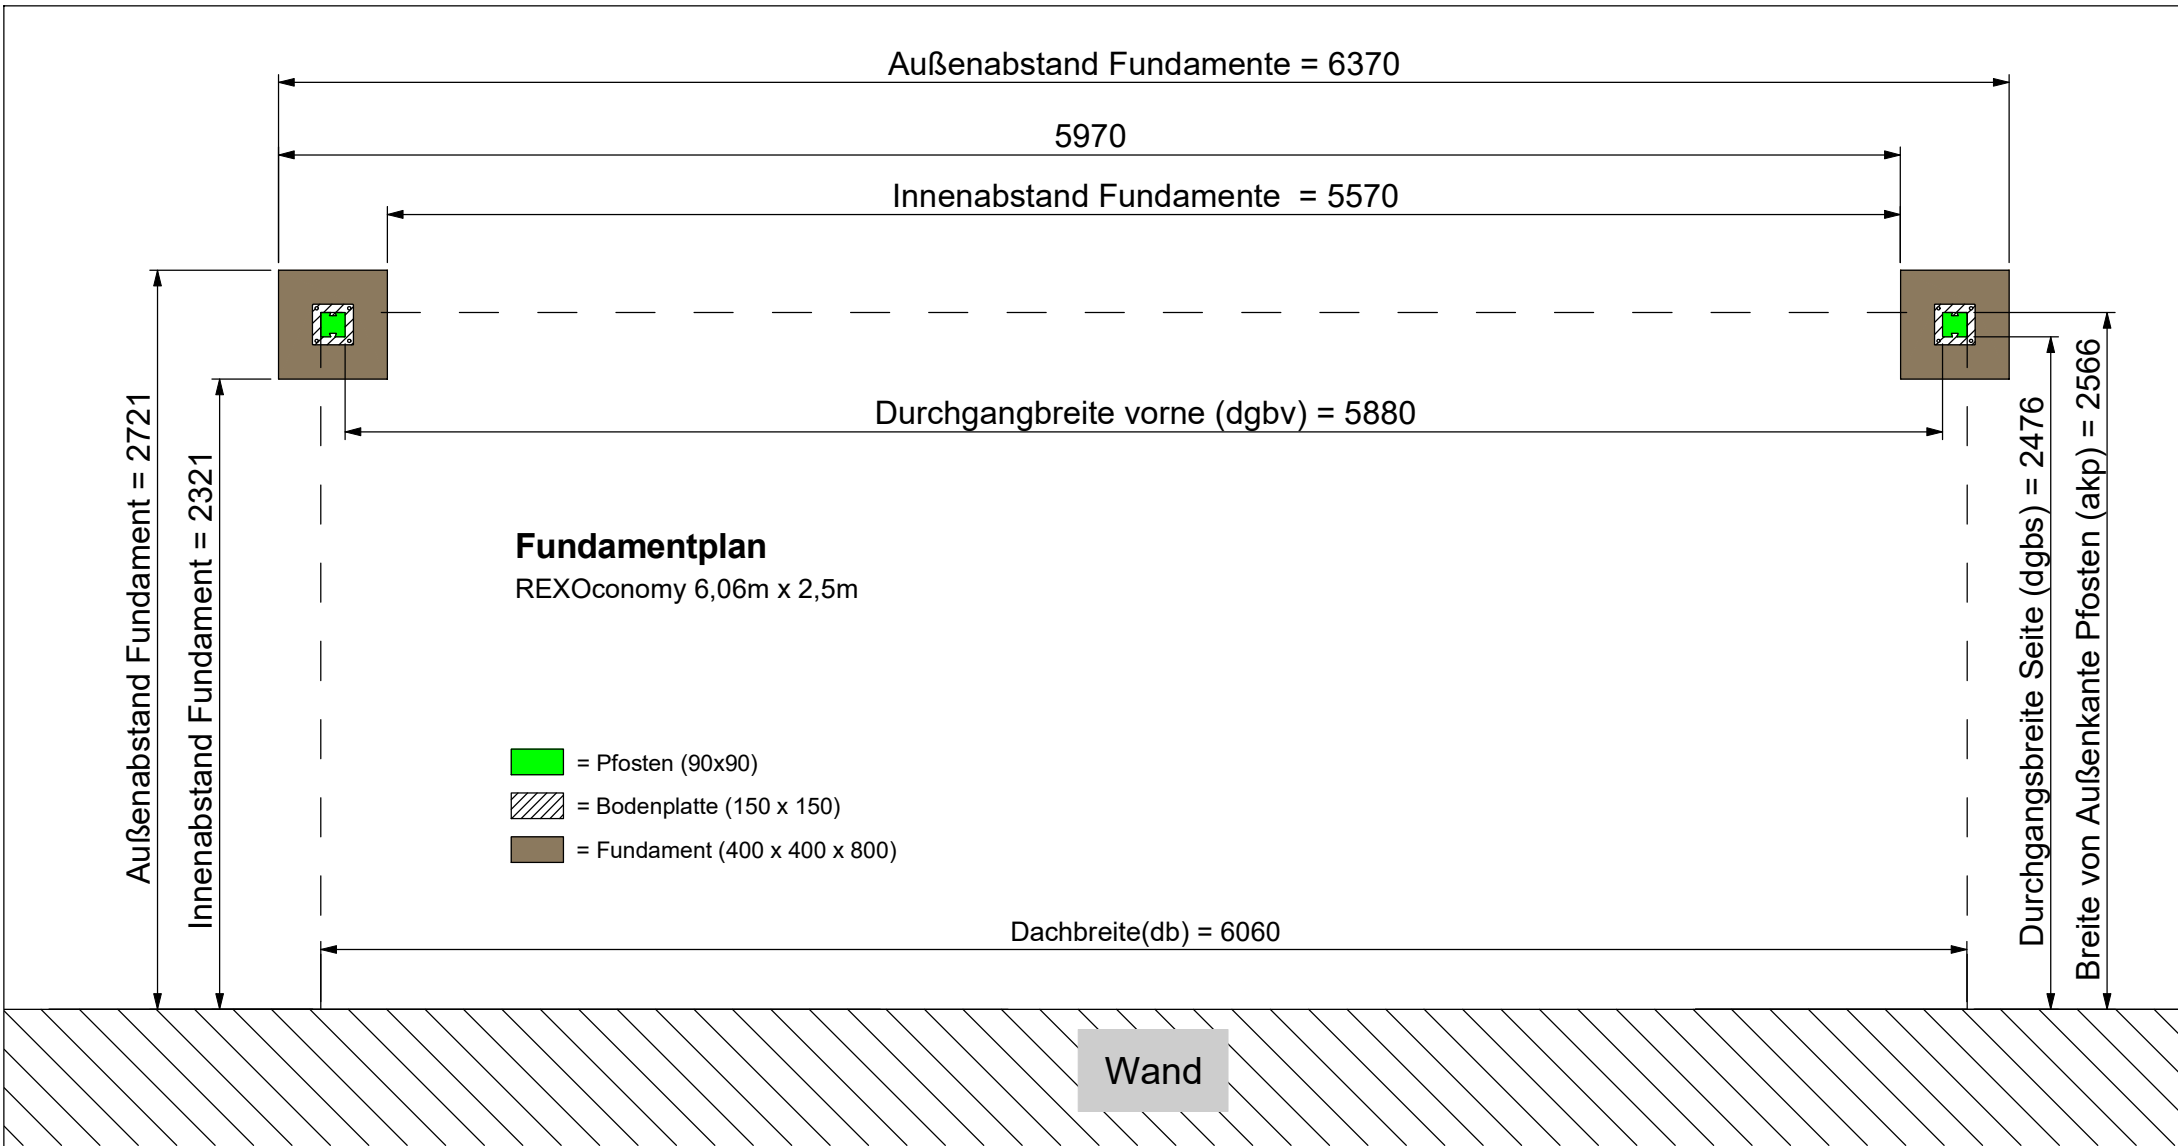 Außenabstand Fundamente = 6370
5970
Innenabstand Fundamente  = 5570
Durchgangbreite vorne (dgbv) = 5880
Außenabstand Fundament = 2721
Innenabstand Fundament = 2321
Durchgangsbreite Seite (dgbs) = 2476
Breite von Außenkante Pfosten (akp) = 2566
Fundamentplan
REXOconomy 6,06m x 2,5m
= Pfosten (90x90)
= Bodenplatte (150 x 150)
= Fundament (400 x 400 x 800)
Dachbreite(db) = 6060
Wand